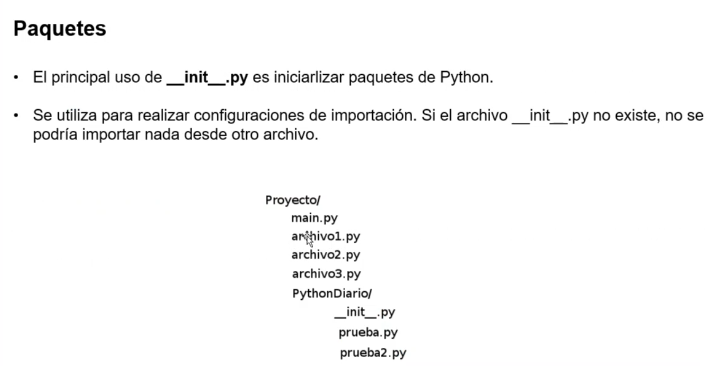 Paquetes
• El principal uso de __init__.py es iniciarlizar paquetes de Python.
• Se utiliza para realizar configuraciones de importación. Si el archivo __init__.py no existe, no se
podría importar nada desde otro archivo.
Proyecto/
main.py
archivo1.py
archivo2.py
archivo3.py
PythonDiario/
__init__.py
prueba.py
prueba2.py